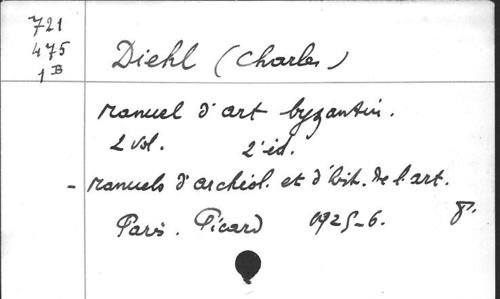 721
475
1 B
Diehl (Charles)
Manuel d'art byzantin.
2 vol. 2e éd.
- Manuels d'archéol. et d'hist. de l'art.
Paris. Picard 1925-6. 8°.